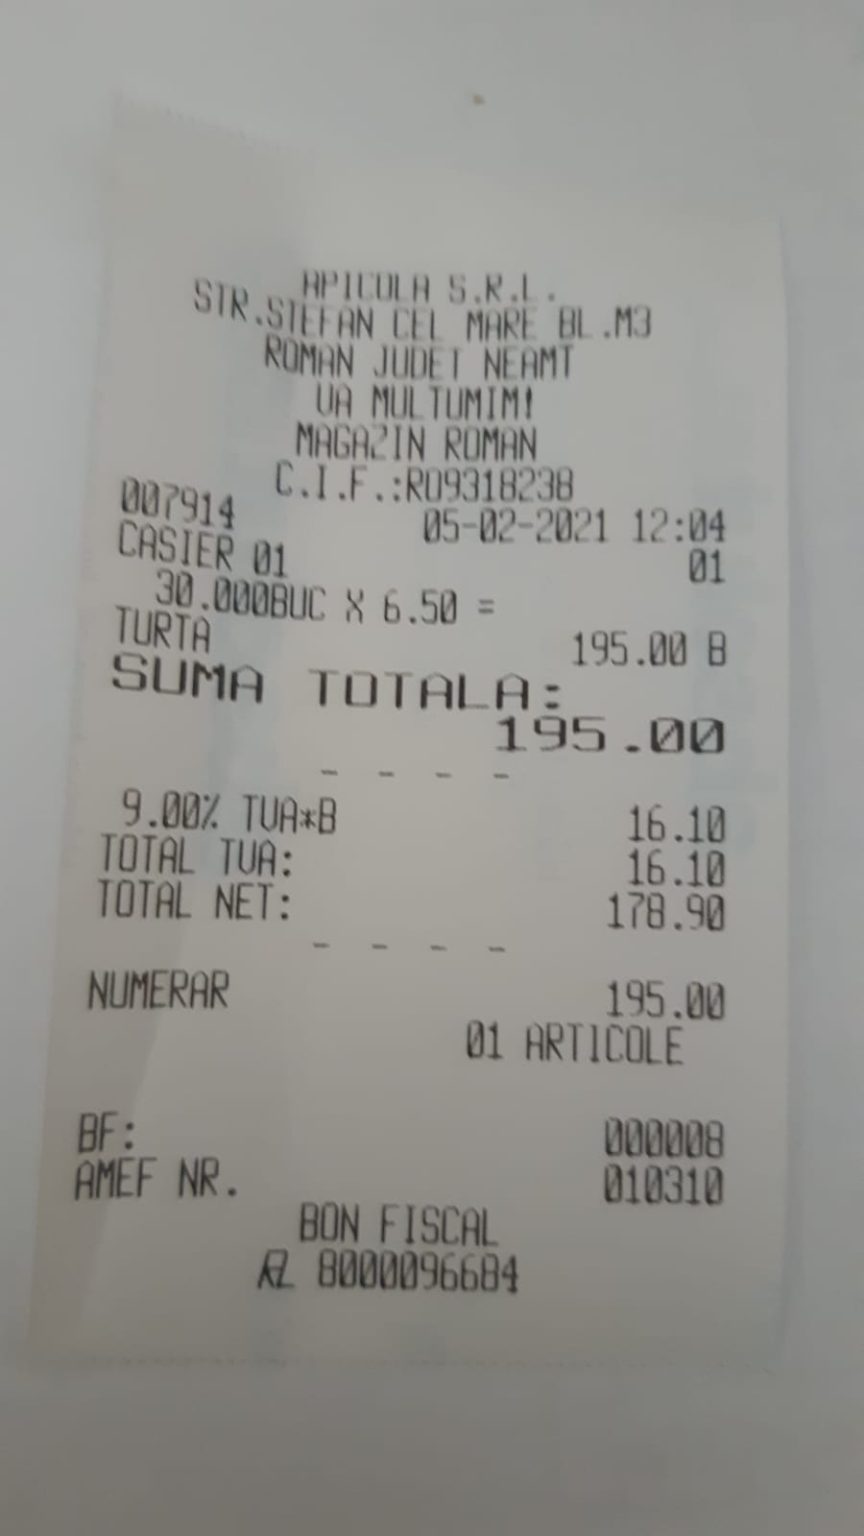 APICOLA S.R.L.
STR.STEFAN CEL MARE BL.M3
ROMAN JUDET NEAMT
VA MULTUMIM!
MAGAZIN ROMAN
C.I.F.:RO9318238
007914 05-02-2021 12:04
CASIER 01 01
30.000BUC X 6.50 =
TURTA 195.00 B
SUMA TOTALA:
195.00
- - - -
9.00% TVA*B 16.10
TOTAL TVA: 16.10
TOTAL NET: 178.90
- - - -
NUMERAR 195.00
01 ARTICOLE
BF: 000008
AMEF NR. 010310
BON FISCAL
8000096684